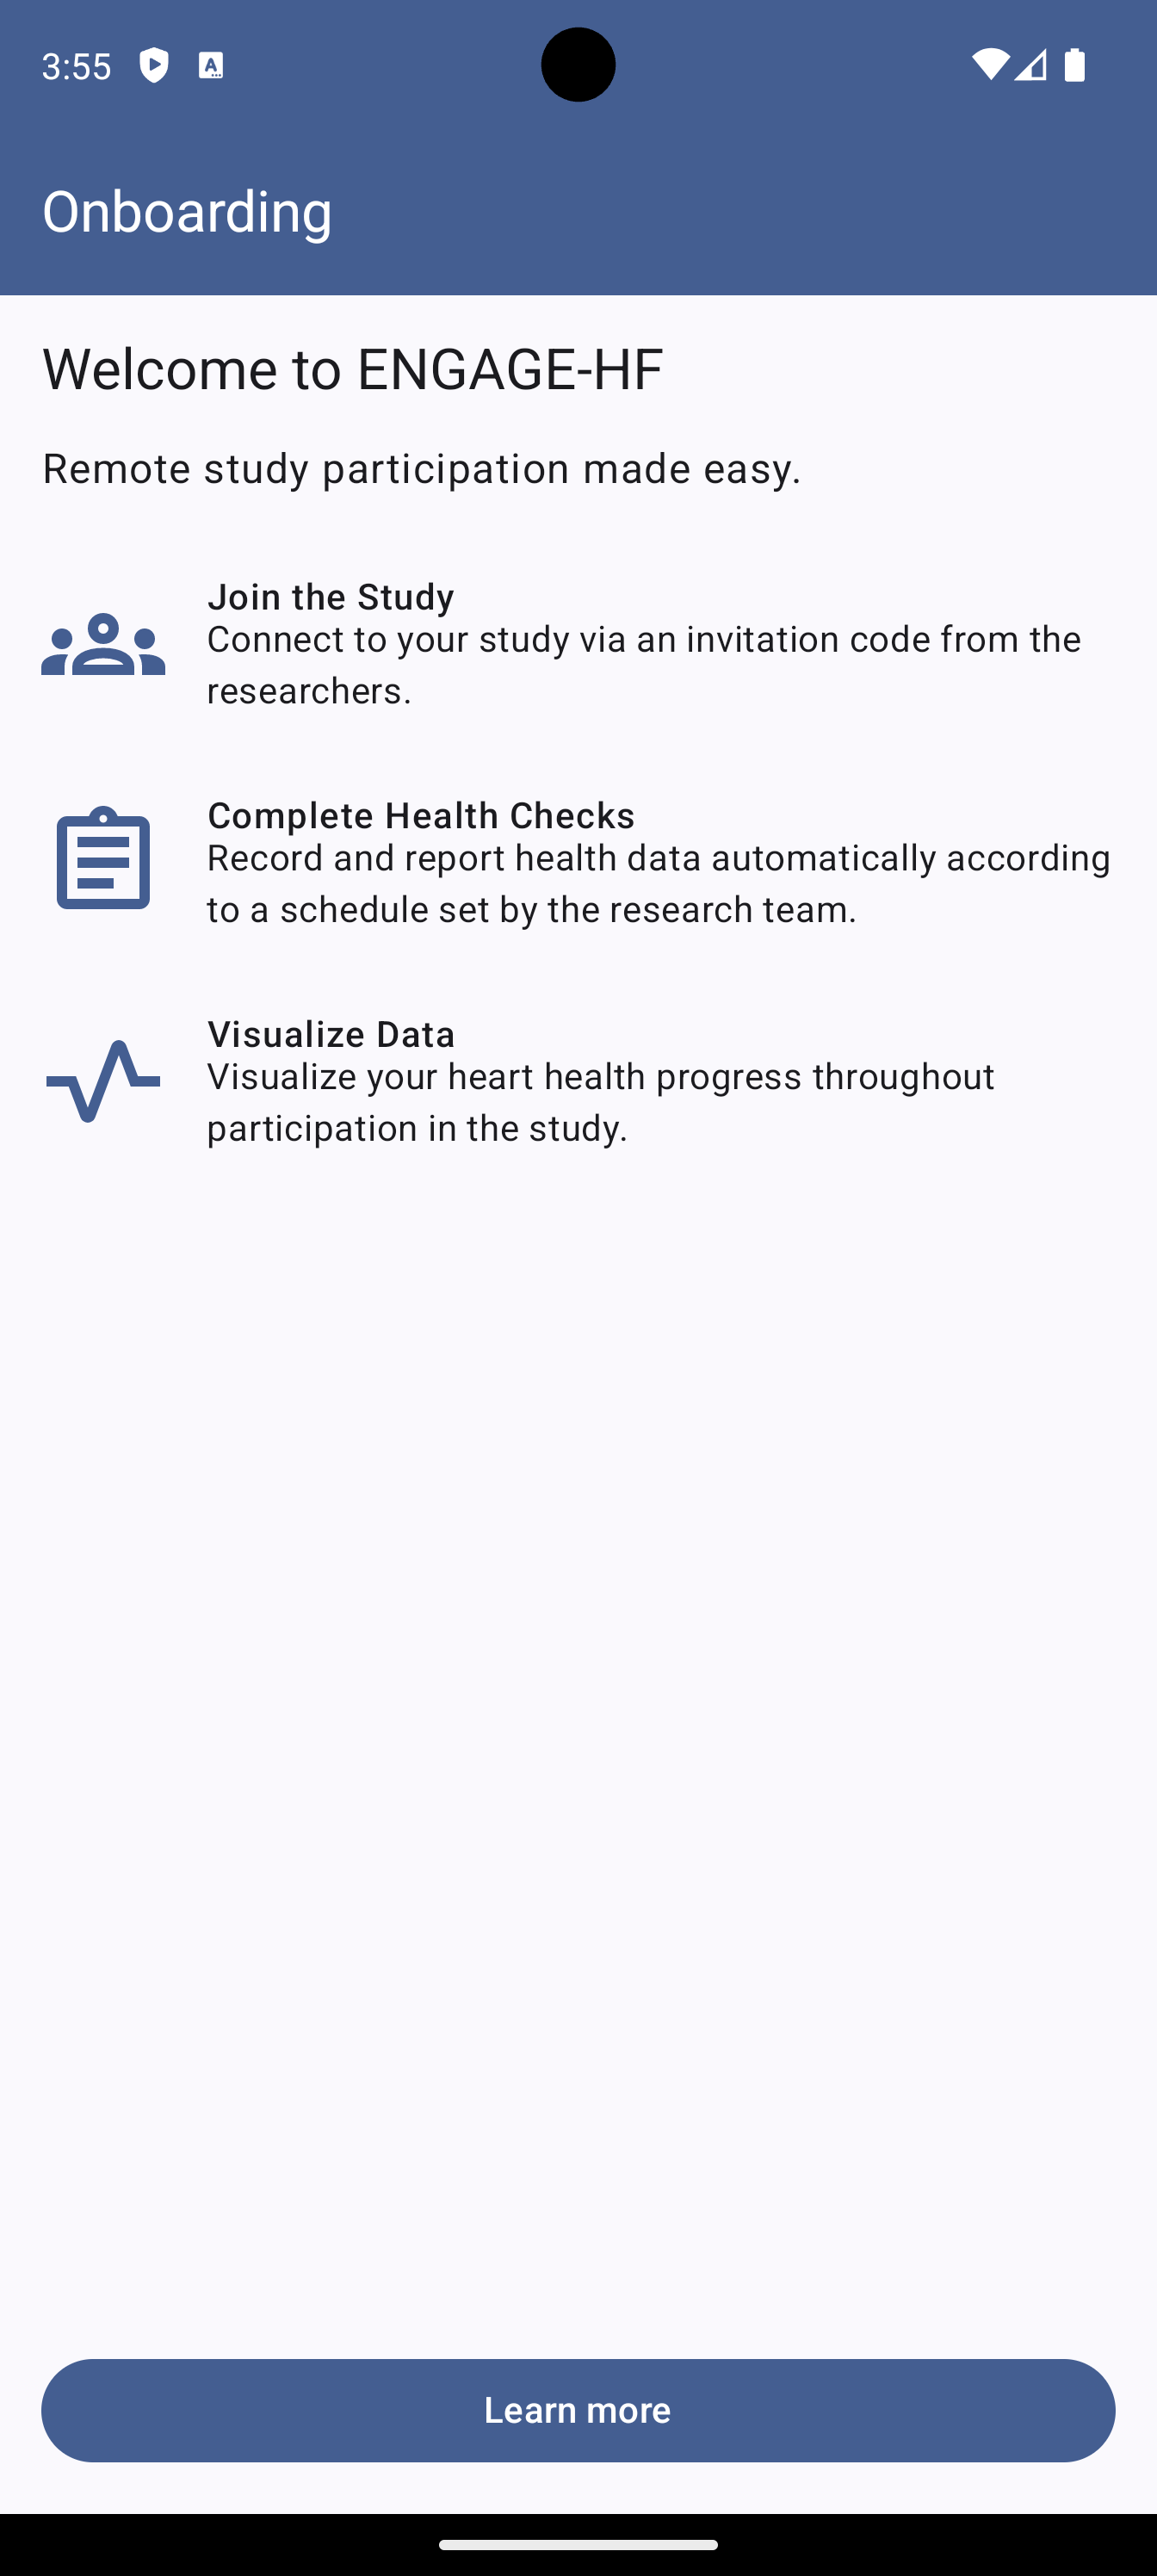 3:55
Onboarding
Welcome to ENGAGE-HF
Remote study participation made easy.
Join the Study
Connect to your study via an invitation code from the
researchers.
Complete Health Checks
Record and report health data automatically according
to a schedule set by the research team.
Visualize Data
Visualize your heart health progress throughout
participation in the study.
Learn more